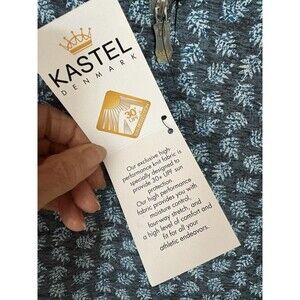 KASTEL
DENMARK
30
Our exclusive high-
performance knit fabric is
specially designed to
provide 30+ UPF sun
protection.
Our high performance
fabric provides you with
moisture control,
four-way stretch, and
a high level of comfort and
fit for all your
athletic endeavors.